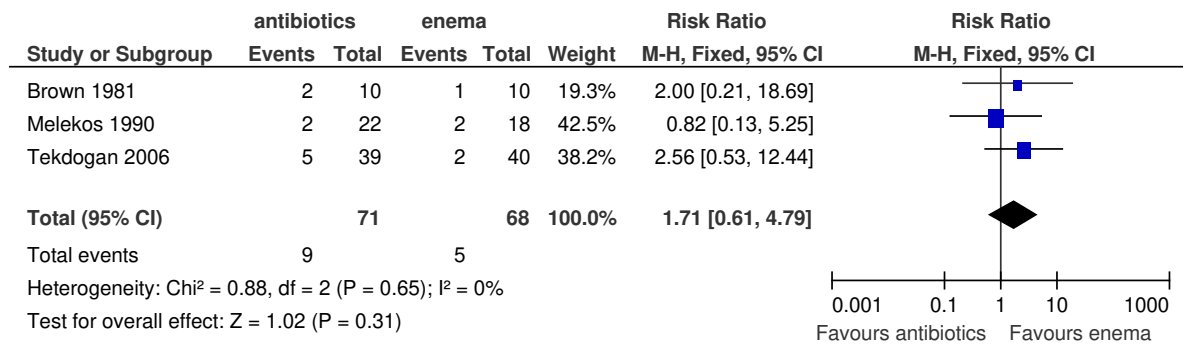 antibiotics enema Risk Ratio Risk Ratio
Study or Subgroup Events Total Events Total Weight M-H, Fixed, 95% CI M-H, Fixed, 95% CI
Brown 1981 2 10 1 10 19.3% 2.00 [0.21, 18.69]
Melekos 1990 2 22 2 18 42.5% 0.82 [0.13, 5.25]
Tekdogan 2006 5 39 2 40 38.2% 2.56 [0.53, 12.44]
Total (95% CI) 71 68 100.0% 1.71 [0.61, 4.79]
Total events 9 5
Heterogeneity: Chi² = 0.88, df = 2 (P = 0.65); I² = 0%
Test for overall effect: Z = 1.02 (P = 0.31)
0.001 0.1 1 10 1000
Favours antibiotics Favours enema